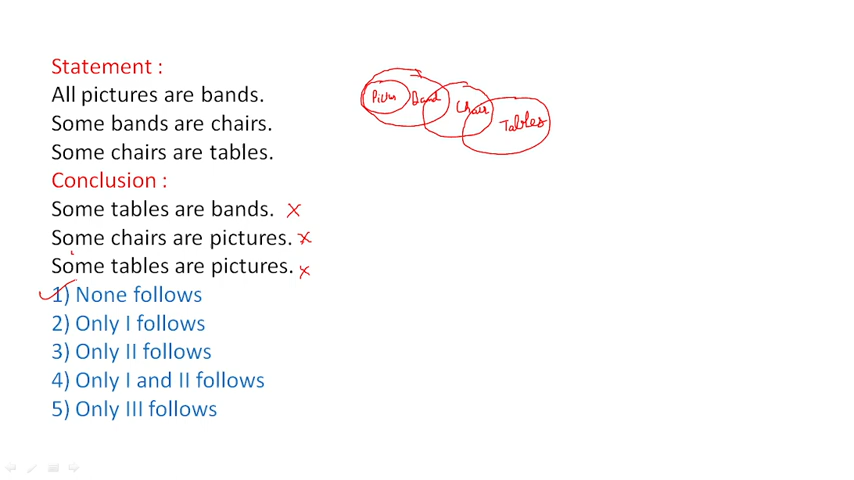 Statement :
All pictures are bands.
Some bands are chairs.
Some chairs are tables.
Conclusion :
Some tables are bands. ×
Some chairs are pictures. ×
Some tables are pictures. ×
1) None follows
2) Only I follows
3) Only II follows
4) Only I and II follows
5) Only III follows
Band
Chair
Tables